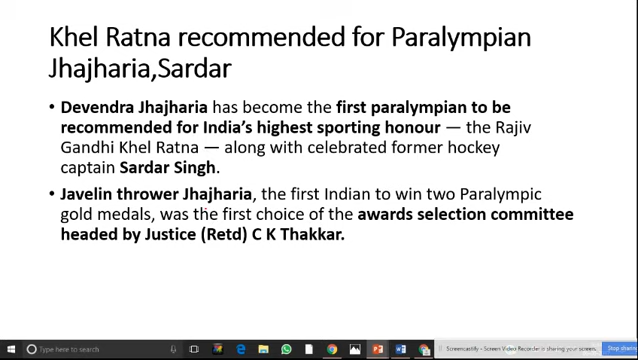 Khel Ratna recommended for Paralympian
Jhajharia,Sardar
• Devendra Jhajharia has become the first paralympian to be
recommended for India's highest sporting honour — the Rajiv
Gandhi Khel Ratna — along with celebrated former hockey
captain Sardar Singh.
• Javelin thrower Jhajharia, the first Indian to win two Paralympic
gold medals, was the first choice of the awards selection committee
headed by Justice (Retd) C K Thakkar.
Type here to search
Screencastify - Screen Video Recorder is sharing your screen.
Stop sharing